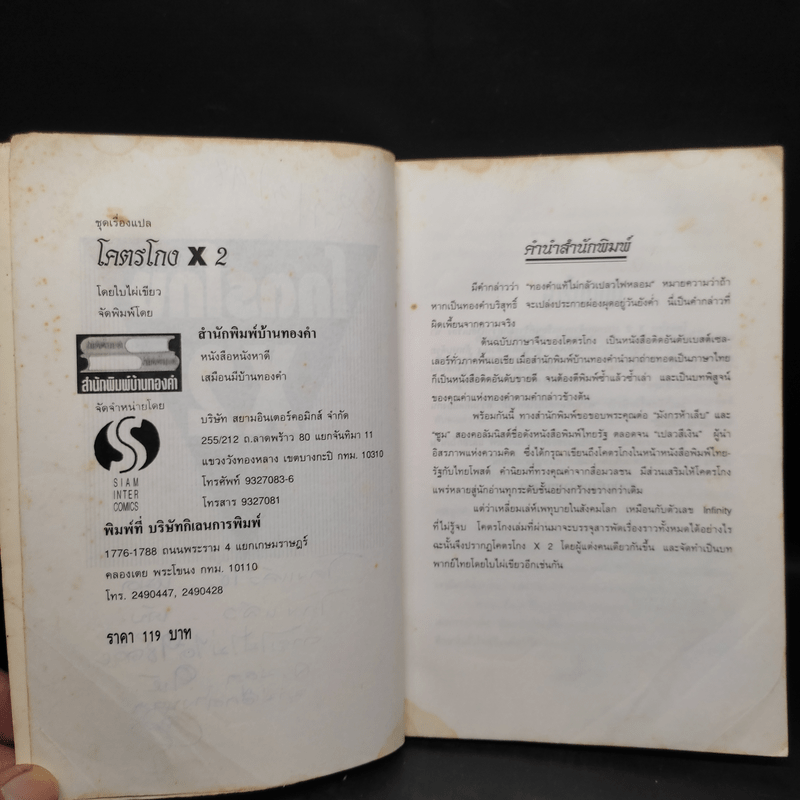 ชุดเรื่องแปล
โคตรโกง X 2
โดยใบไผ่เขียว
จัดพิมพ์โดย
สำนักพิมพ์บ้านทองคำ
สำนักพิมพ์บ้านทองคำ
หนังสือหนังหาดี
เสมือนมีบ้านทองคำ
จัดจำหน่ายโดย
SIAM
INTER
COMICS
บริษัท สยามอินเตอร์คอมิกส์ จำกัด
255/212 ถ.ลาดพร้าว 80 แยกจันทิมา 11
แขวงวังทองหลาง เขตบางกะปิ กทม. 10310
โทรศัพท์ 9327083-6
โทรสาร 9327081
พิมพ์ที่ บริษัทกิเลนการพิมพ์
1776-1788 ถนนพระราม 4 แยกเกษมราษฎร์
คลองเตย พระโขนง กทม. 10110
โทร. 2490447, 2490428
ราคา 119 บาท
คำนำสำนักพิมพ์
มีคำกล่าวว่า "ทองคำแท้ไม่กลัวเปลวไฟหลอม" หมายความว่าถ้า
หากเป็นทองคำบริสุทธิ์ จะเปล่งประกายผ่องผุดอยู่วันยังค่ำ นี่เป็นคำกล่าวที่
ผิดเพี้ยนจากความจริง
ต้นฉบับภาษาจีนของโคตรโกง เป็นหนังสือติดอันดับเบสต์เซล-
เลอร์ทั่วภาคพื้นเอเชีย เมื่อสำนักพิมพ์บ้านทองคำนำมาถ่ายทอดเป็นภาษาไทย
ก็เป็นหนังสือติดอันดับขายดี จนต้องตีพิมพ์ซ้ำแล้วซ้ำเล่า และเป็นบทพิสูจน์
ของคุณค่าแห่งทองคำตามคำกล่าวข้างต้น
พร้อมกันนี้ ทางสำนักพิมพ์ขอขอบพระคุณต่อ "มังกรห้าเล็บ" และ
"ซูม" สองคอลัมนิสต์ชื่อดังหนังสือพิมพ์ไทยรัฐ ตลอดจน "เปลวสีเงิน" ผู้นำ
อิสรภาพแห่งความคิด ซึ่งได้กรุณาเขียนถึงโคตรโกงในหน้าหนังสือพิมพ์ไทย-
รัฐกับไทยโพสต์ คำนิยมที่ทรงคุณค่าจากสื่อมวลชน มีส่วนเสริมให้โคตรโกง
แพร่หลายสู่นักอ่านทุกระดับชั้นอย่างกว้างขวางกว่าเดิม
แต่ว่าเหลี่ยมเล่ห์เพทุบายในสังคมโลก เหมือนกับตัวเลข Infinity
ที่ไม่รู้จบ โคตรโกงเล่มที่ผ่านมาจะบรรจุสารพัดเรื่องราวทั้งหมดได้อย่างไร
ฉะนั้นจึงปรากฏโคตรโกง X 2 โดยผู้แต่งคนเดียวกันขึ้น และจัดทำเป็นบท
พากย์ไทยโดยใบไผ่เขียวอีกเช่นกัน